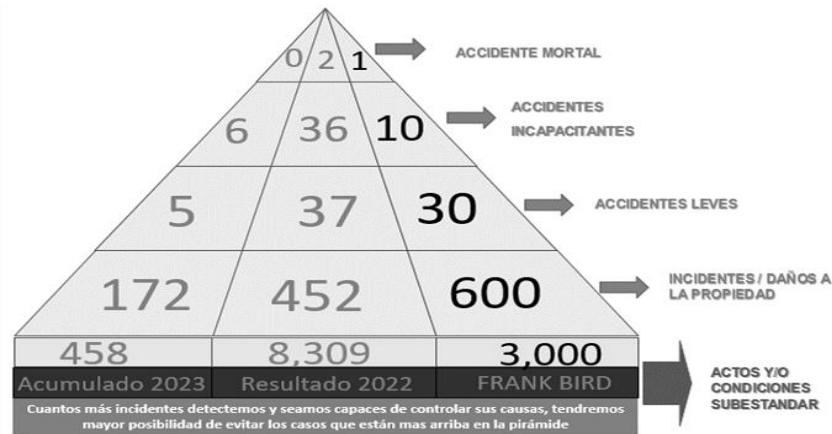 0 2 1 ACCIDENTE MORTAL
6 36 10 ACCIDENTES
INCAPACITANTES
5 37 30 ACCIDENTES LEVES
172 452 600 INCIDENTES / DAÑOS A
LA PROPIEDAD
458 8,309 3,000
Acumulado 2023 Resultado 2022 FRANK BIRD
ACTOS Y/O
CONDICIONES
SUBESTANDAR
Cuantos más incidentes detectemos y seamos capaces de controlar sus causas, tendremos
mayor posibilidad de evitar los casos que están mas arriba en la pirámide